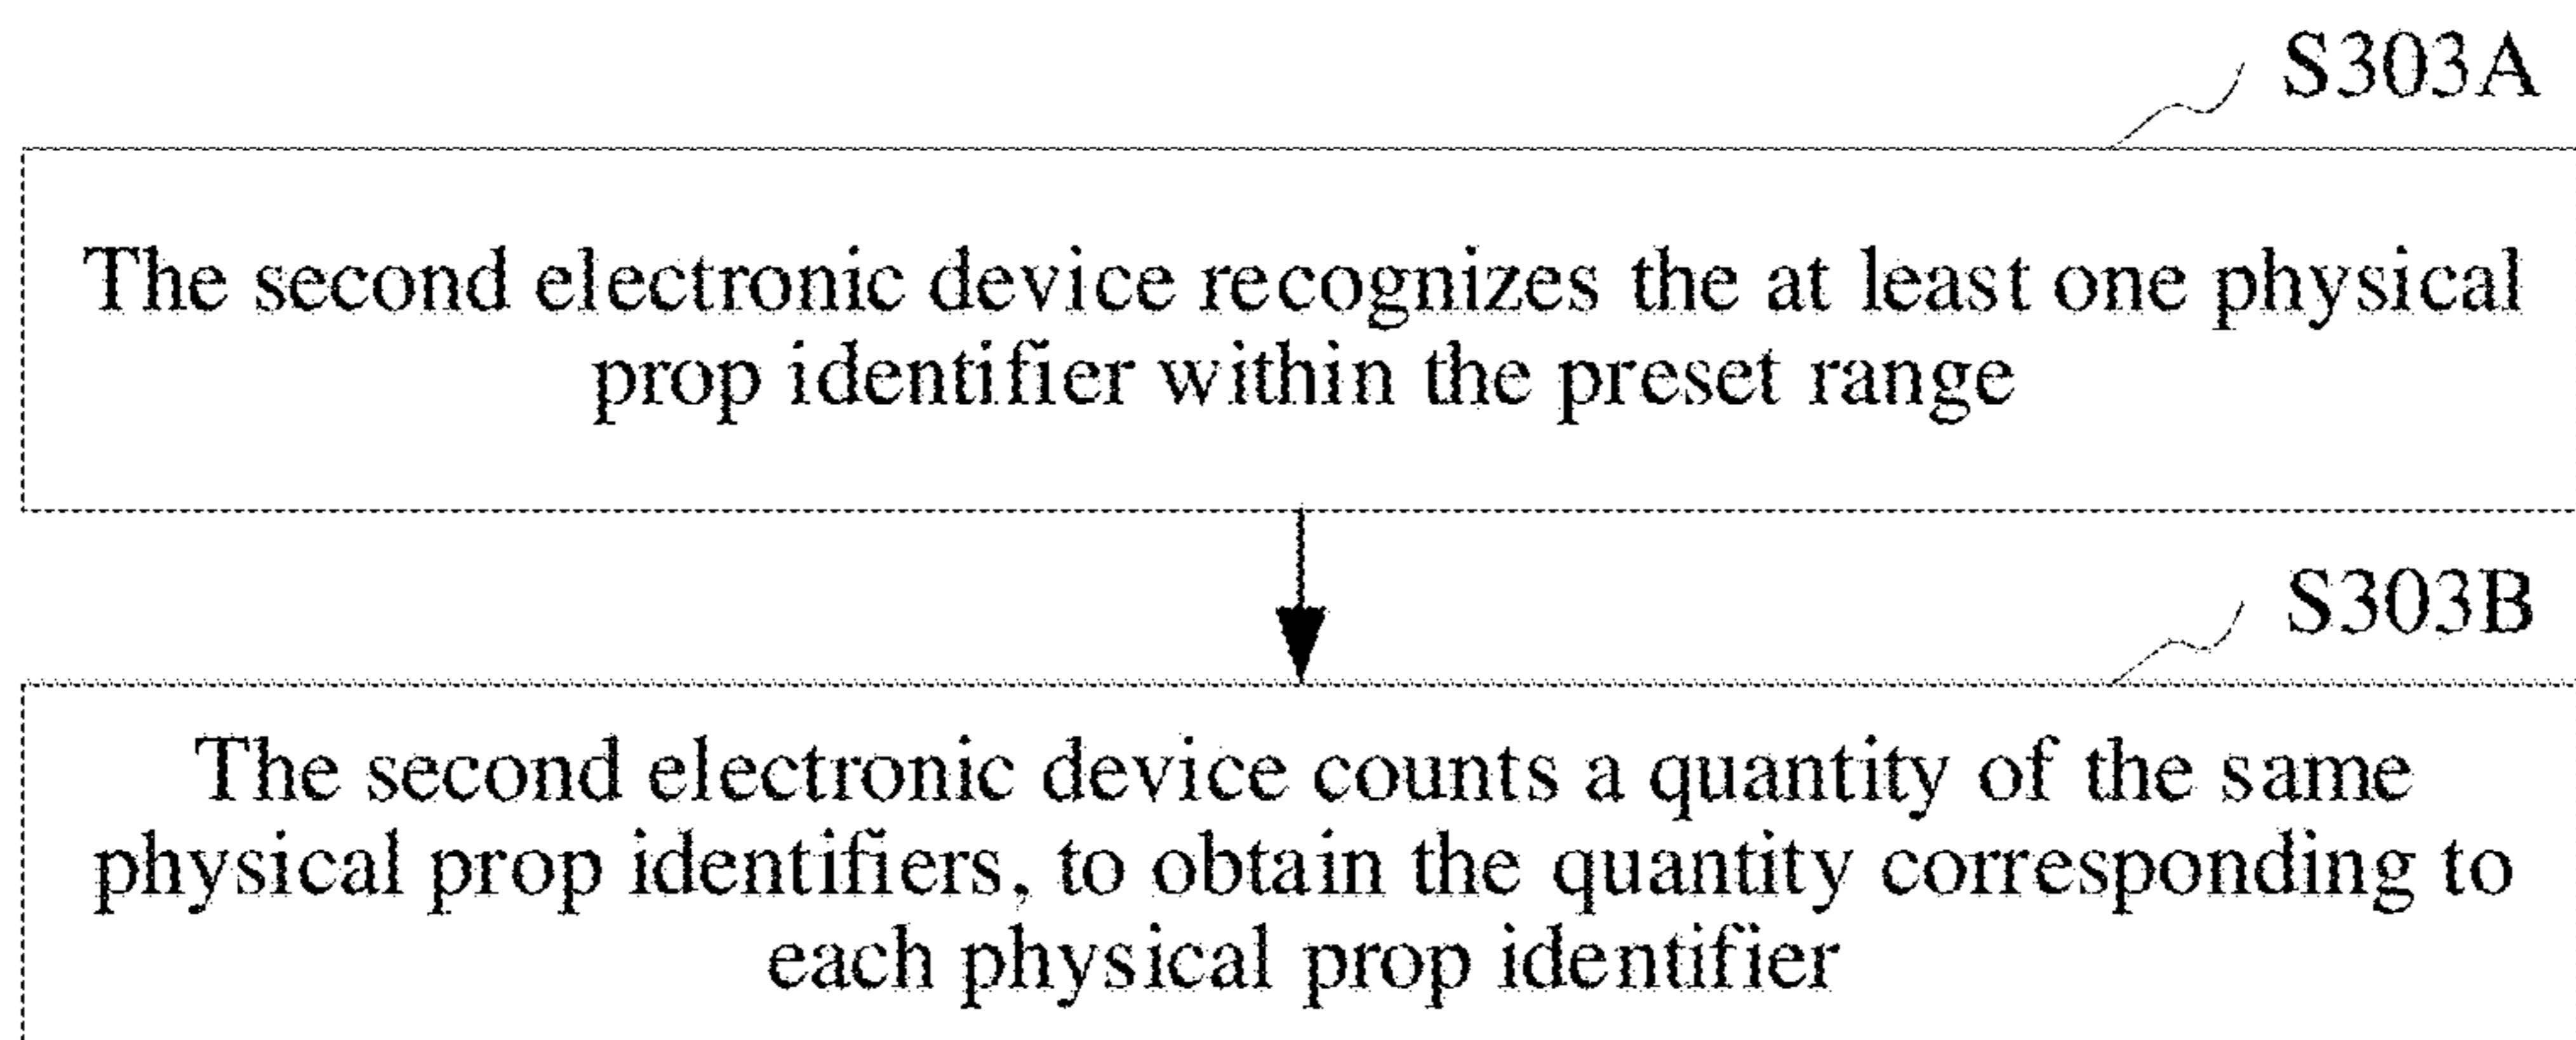 S303A
The second electronic device recognizes the at least one physical
prop identifier within the preset range
S303B
The second electronic device counts a quantity of the same
physical prop identifiers, to obtain the quantity corresponding to
each physical prop identifier